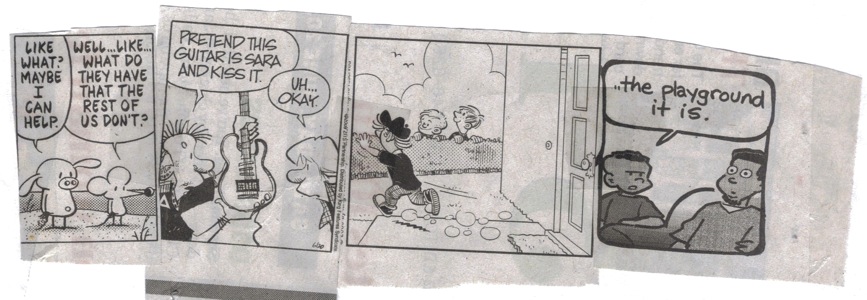 LIKE
WHAT?
MAYBE
I
CAN
HELP.
WELL...LIKE...
WHAT DO
THEY HAVE
THAT THE
REST OF
US DON'T?
PRETEND THIS
GUITAR IS SARA
AND KISS IT.
UH...
OKAY.
..the playground
it is.